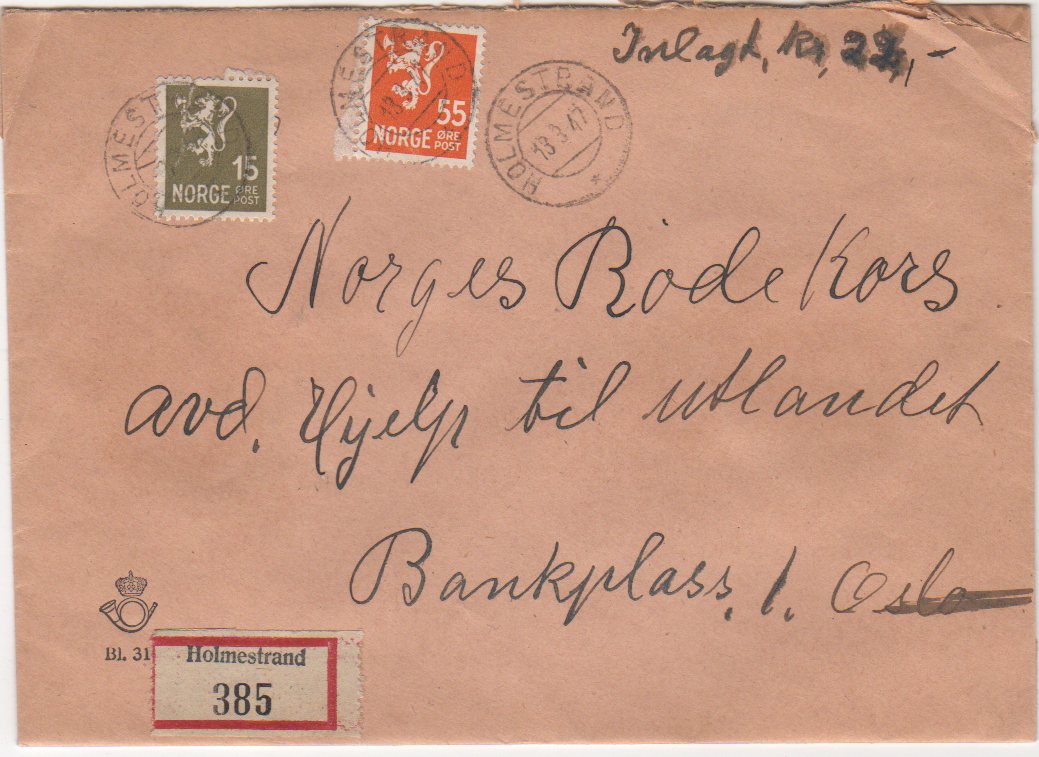 Innlagt, kr, 22,-
HOLMESTRAND
13.3.47
55
NORGE ØRE POST
15
NORGE ØRE POST
HOLMESTRAND
Norges Röde Kors
avd. Hjelp til utlandet
Bankplass. 1. Oslo
Bl. 31
Holmestrand
385